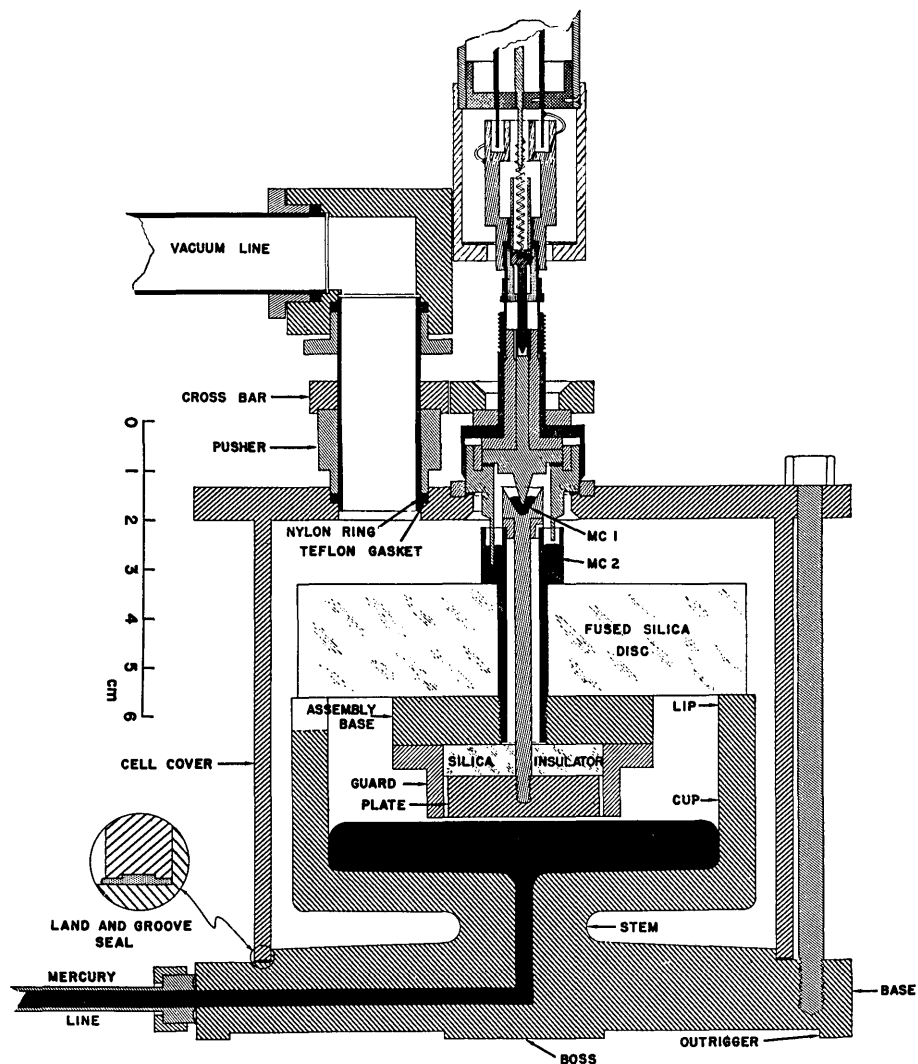 VACUUM LINE
CROSS BAR
0
PUSHER
1
2
NYLON RING
TEFLON GASKET
MC 1
MC 2
3
4
5
6
cm
FUSED SILICA
DISC
ASSEMBLY
BASE
LIP
CELL COVER
SILICA INSULATOR
GUARD
PLATE
CUP
LAND AND GROOVE
SEAL
STEM
MERCURY
LINE
BASE
OUTRIGGER
BOSS